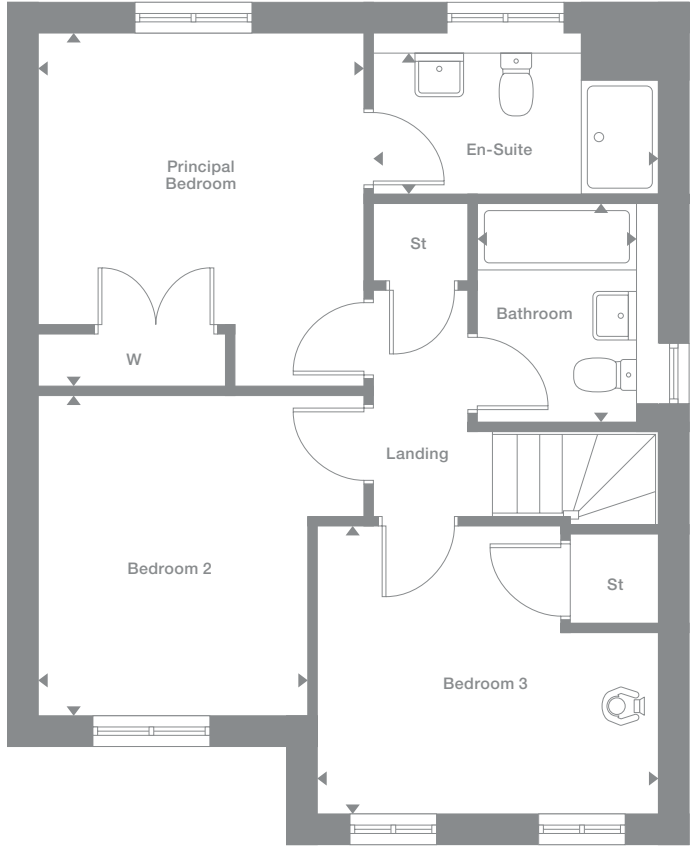 Principal
Bedroom
En-Suite
St
Bathroom
W
Landing
Bedroom 2
St
Bedroom 3